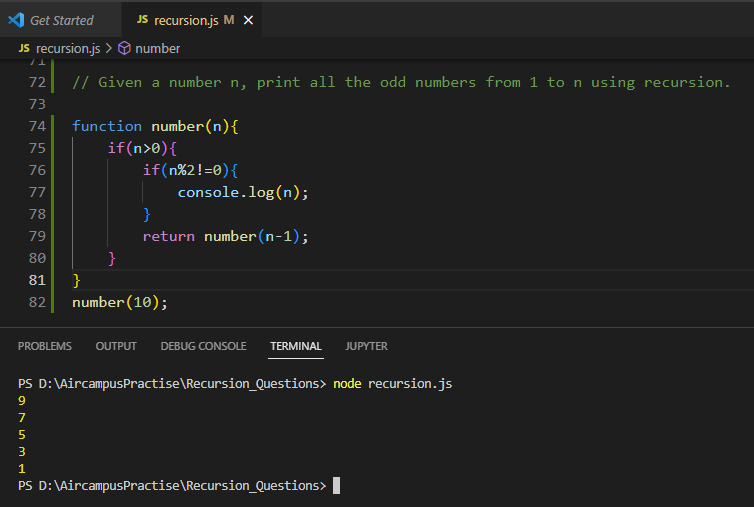 Get Started
JS recursion.js M ×
JS recursion.js > number
71
72 // Given a number n, print all the odd numbers from 1 to n using recursion.
73
74 function number(n){
75 if(n>0){
76 if(n%2!=0){
77 console.log(n);
78 }
79 return number(n-1);
80 }
81 }
82 number(10);
PROBLEMS OUTPUT DEBUG CONSOLE TERMINAL JUPYTER
PS D:\AircampusPractise\Recursion_Questions> node recursion.js
9
7
5
3
1
PS D:\AircampusPractise\Recursion_Questions>